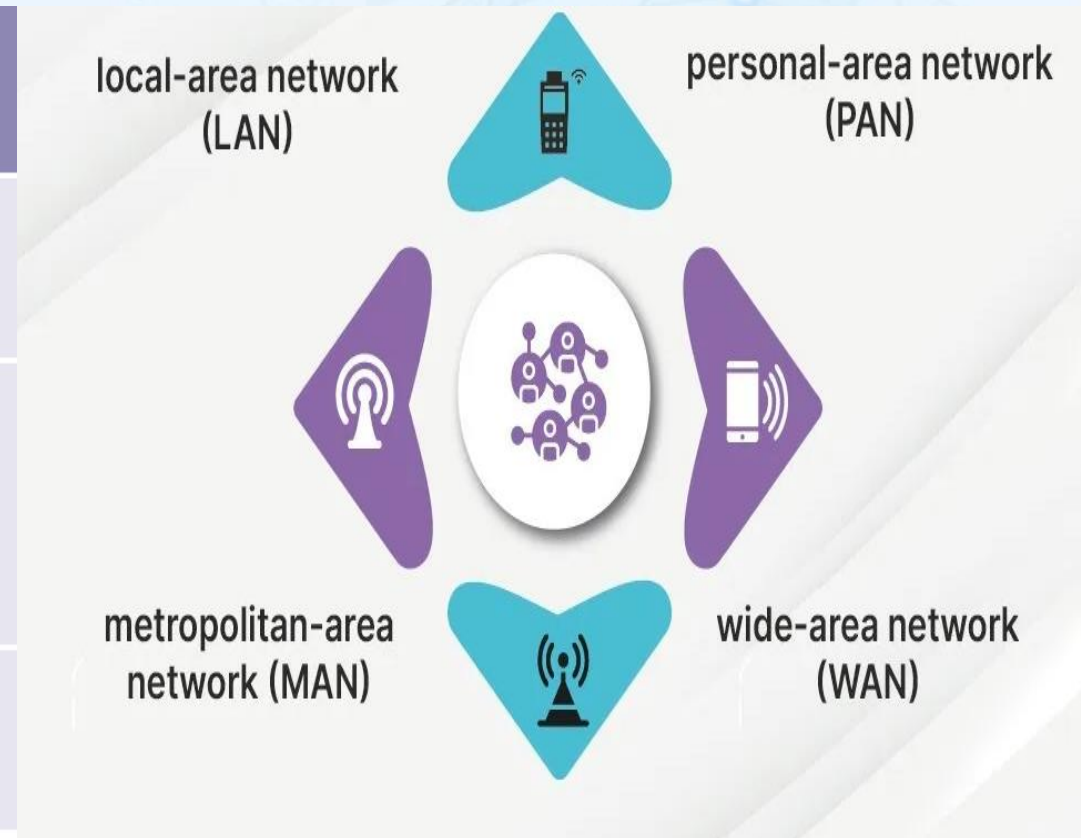 local-area network
(LAN)
personal-area network
(PAN)
metropolitan-area
network (MAN)
wide-area network
(WAN)